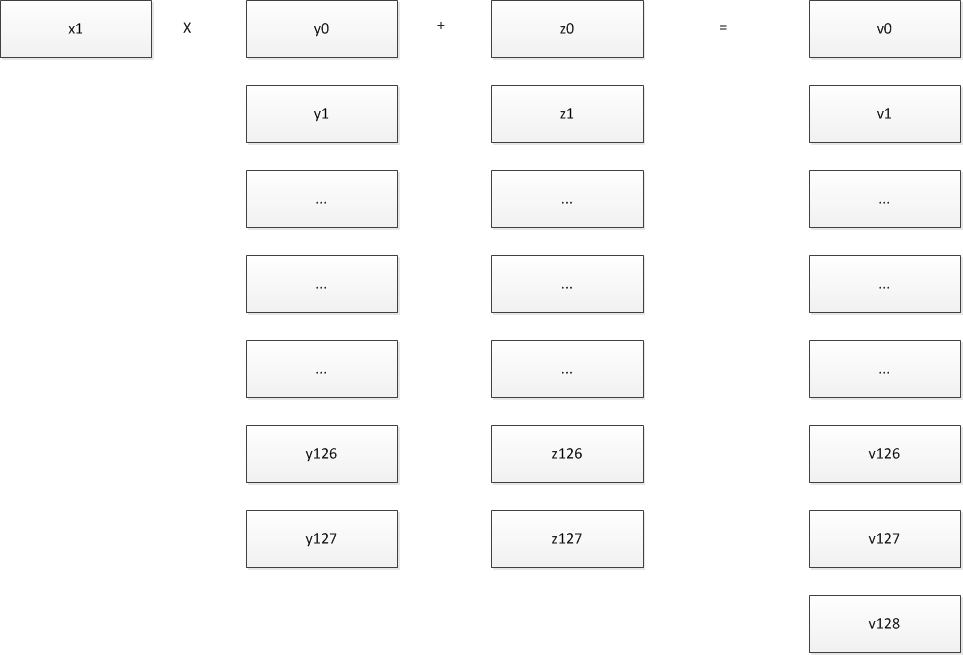 x1 X y0 + z0 = v0
y1 z1 v1
... ... ...
... ... ...
... ... ...
y126 z126 v126
y127 z127 v127
v128